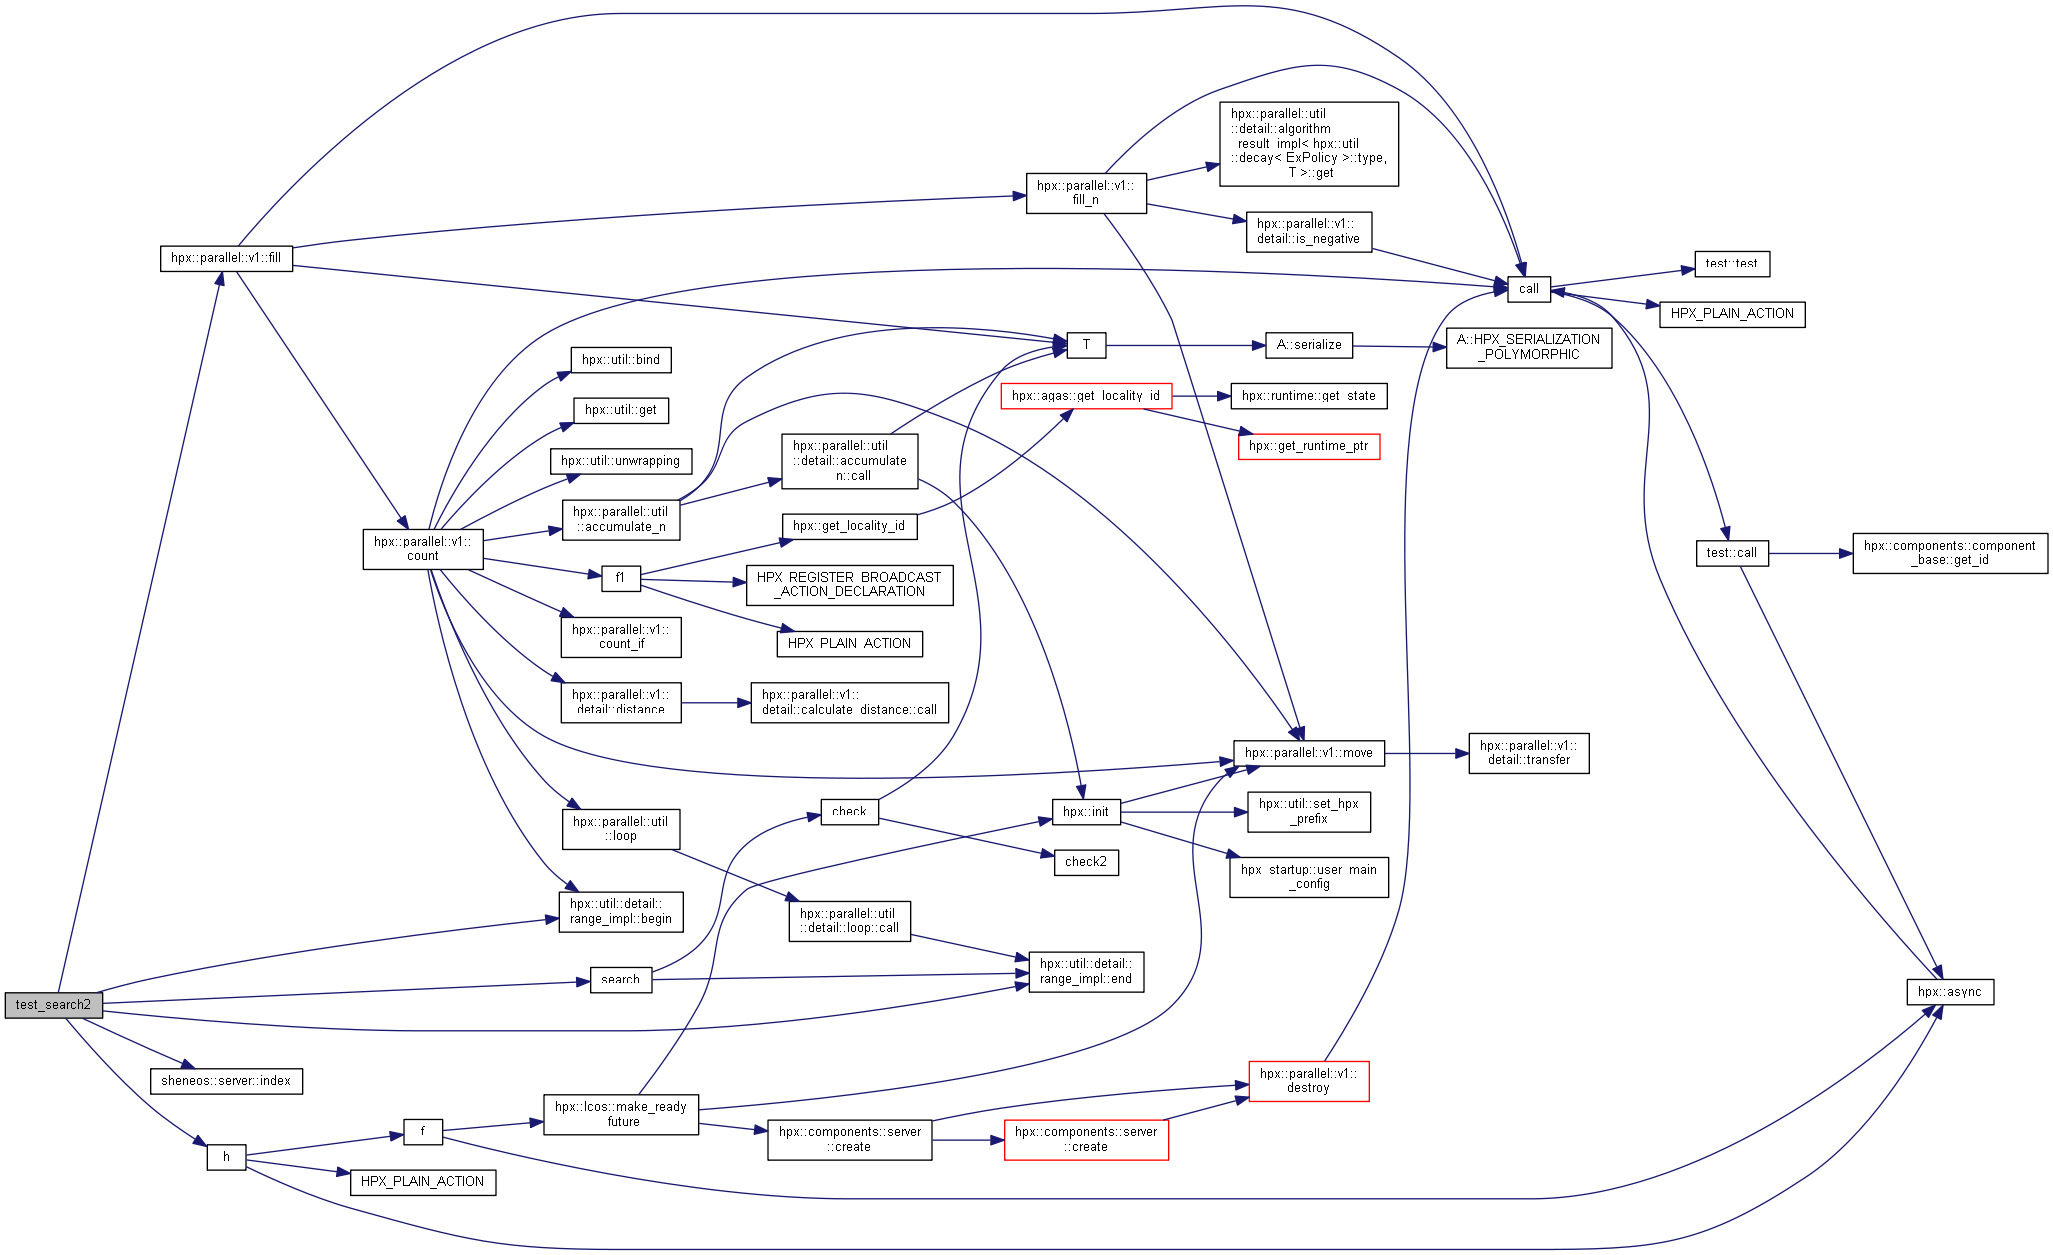 hpx::parallel::util
::detail::algorithm
_result_impl< hpx::util
::decay< ExPolicy >::type,
T >::get
hpx::parallel::v1::
fill_n
hpx::parallel::v1::
detail::is_negative
hpx::parallel::v1::fill
test::test
call
HPX_PLAIN_ACTION
T
A::serialize
A::HPX_SERIALIZATION
_POLYMORPHIC
hpx::util::bind
hpx::agas::get_locality_id
hpx::runtime::get_state
hpx::util::get
hpx::get_runtime_ptr
hpx::util::unwrapping
hpx::parallel::util
::detail::accumulate
n::call
hpx::parallel::util
::accumulate_n
hpx::get_locality_id
hpx::parallel::v1::
count
test::call
hpx::components::component
_base::get_id
f1
HPX_REGISTER_BROADCAST
_ACTION_DECLARATION
hpx::parallel::v1::
count_if
HPX_PLAIN_ACTION
hpx::parallel::v1::
detail::distance
hpx::parallel::v1::
detail::calculate_distance::call
hpx::parallel::v1::move
hpx::parallel::v1::
detail::transfer
check
hpx::init
hpx::util::set_hpx
_prefix
hpx::parallel::util
::loop
check2
hpx_startup::user_main
_config
hpx::util::detail::
range_impl::begin
hpx::parallel::util
::detail::loop::call
search
hpx::util::detail::
range_impl::end
test_search2
hpx::async
sheneos::server::index
hpx::parallel::v1::
destroy
hpx::lcos::make_ready
future
f
hpx::components::server
::create
hpx::components::server
::create
h
HPX_PLAIN_ACTION